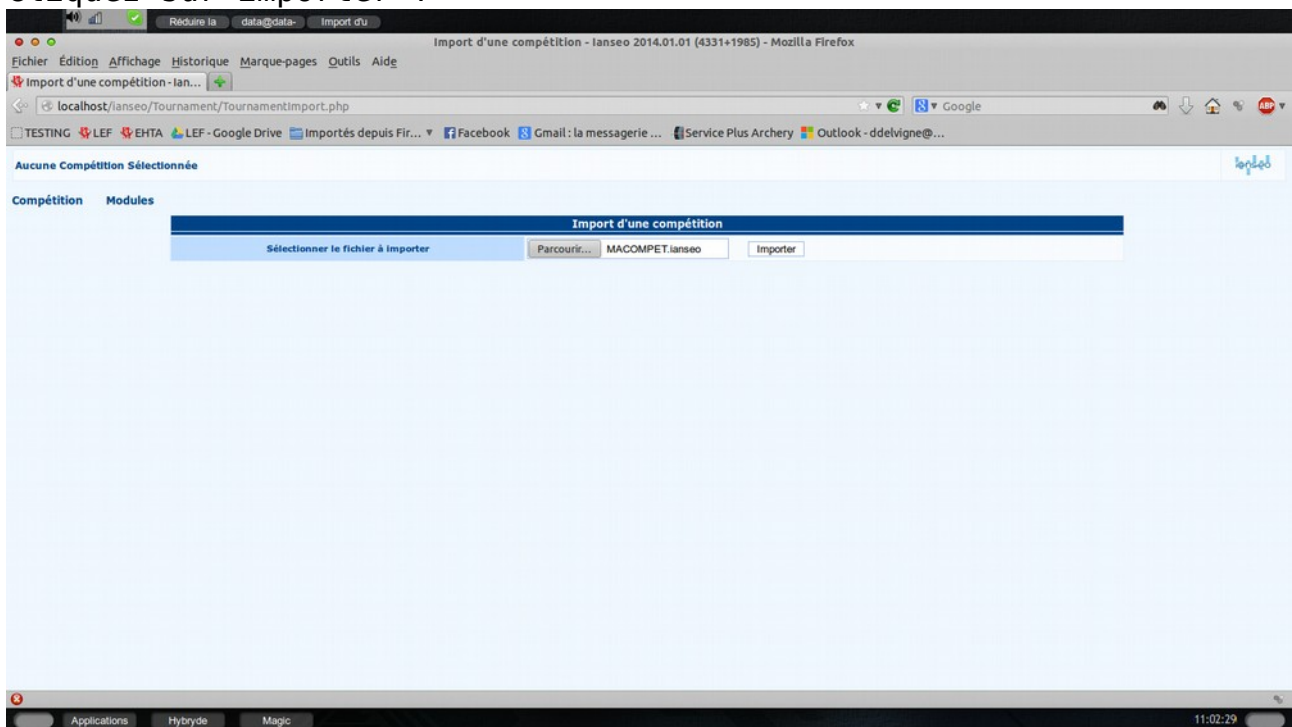 cliquez sur Importer :
Réduire la data@data- Import d'u
Import d'une compétition - Ianseo 2014.01.01 (4331+1985) - Mozilla Firefox
Fichier Édition Affichage Historique Marque-pages Outils Aide
Import d'une compétition - Ian...
localhost/ianseo/Tournament/TournamentImport.php Google ABP
TESTING LEF EHTA LEF - Google Drive Importés depuis Fir... Facebook Gmail : la messagerie ... Service Plus Archery Outlook - ddelvigne@...
Aucune Compétition Sélectionnée ianseo
Compétition Modules
Import d'une compétition
Sélectionner le fichier à importer Parcourir... MACOMPET.ianseo Importer
Applications Hybryde Magic 11:02:29